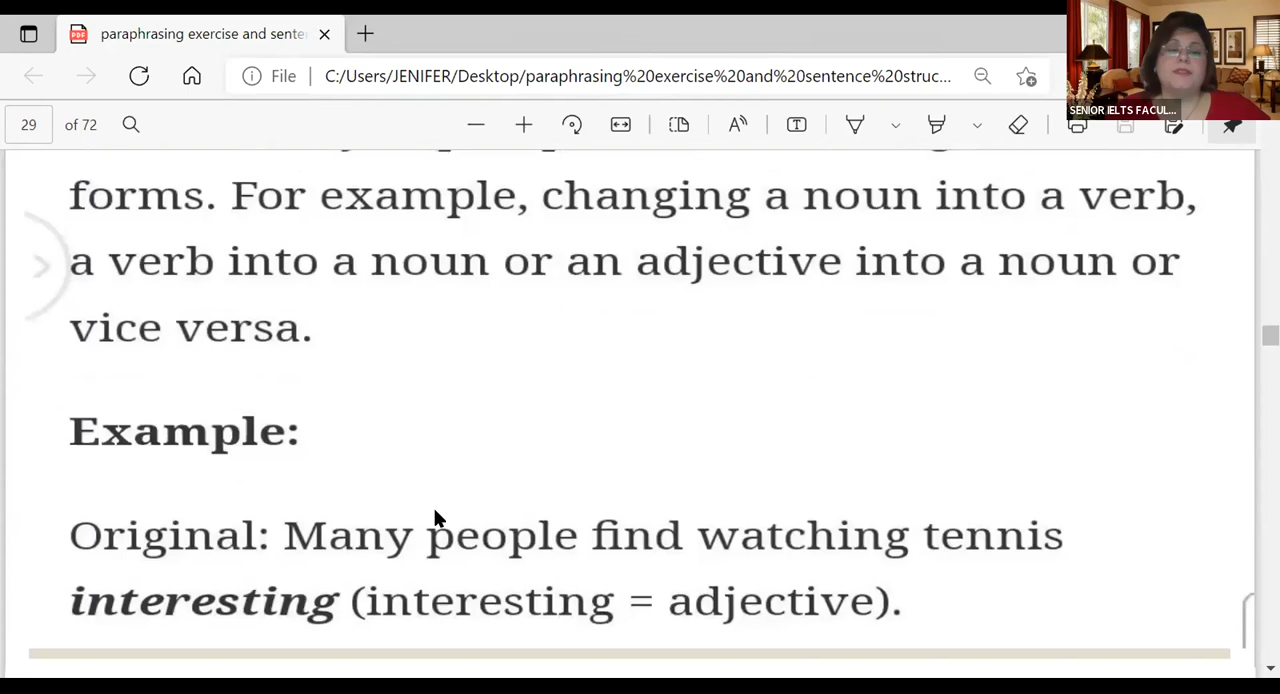 paraphrasing exercise and sente
File
C:/Users/JENIFER/Desktop/paraphrasing%20exercise%20and%20sentence%20struc...
SENIOR IELTS FACUL...
29 of 72
forms. For example, changing a noun into a verb,
a verb into a noun or an adjective into a noun or
vice versa.
Example:
Original: Many people find watching tennis
interesting (interesting = adjective).